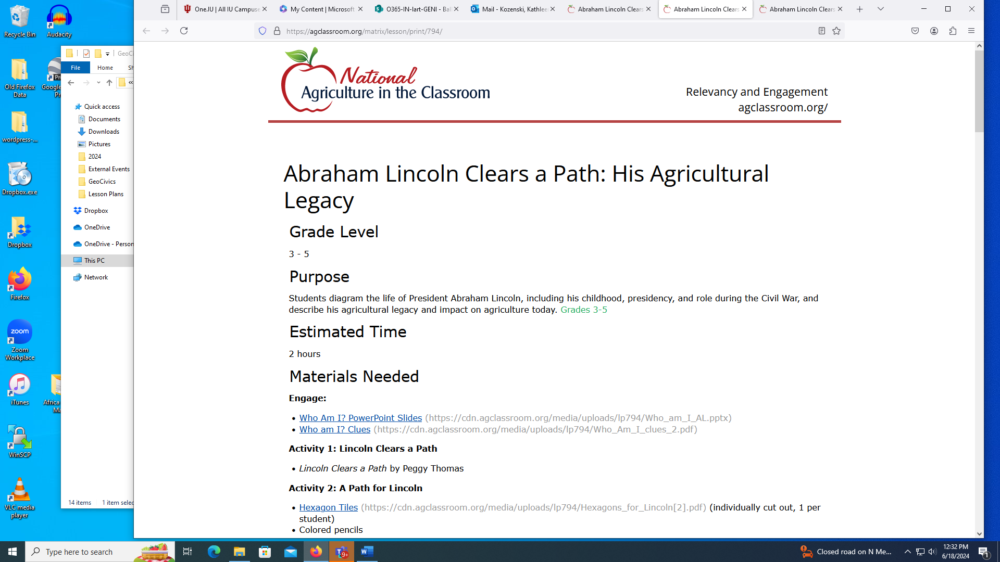 One.IU | All IU Campuse
My Content | Microsoft
O365-IN-Iart-GENI - Ball
Mail - Kozenski, Kathlee
Abraham Lincoln Clears
Abraham Lincoln Clears
Abraham Lincoln Clears
https://agclassroom.org/matrix/lesson/print/794/
Recycle Bin
Audacity
Old Firefox
Data
Google
Pr
wordpress-...
Dropbox.exe
Dropbox
Firefox
zoom
Zoom
Workplace
iTunes
Africa
Ma
WinSCP
VLC media
player
GeoCi
File
Home
Sh
Quick access
Documents
Downloads
Pictures
2024
External Events
GeoCivics
Lesson Plans
Dropbox
OneDrive
OneDrive - Person
This PC
Network
14 items
1 item selec
National
Agriculture in the Classroom
Relevancy and Engagement
agclassroom.org/
Abraham Lincoln Clears a Path: His Agricultural
Legacy
Grade Level
3 - 5
Purpose
Students diagram the life of President Abraham Lincoln, including his childhood, presidency, and role during the Civil War, and
describe his agricultural legacy and impact on agriculture today. Grades 3-5
Estimated Time
2 hours
Materials Needed
Engage:
• Who Am I? PowerPoint Slides (https://cdn.agclassroom.org/media/uploads/lp794/Who_am_I_AL.pptx)
• Who am I? Clues (https://cdn.agclassroom.org/media/uploads/lp794/Who_Am_I_clues_2.pdf)
Activity 1: Lincoln Clears a Path
• Lincoln Clears a Path by Peggy Thomas
Activity 2: A Path for Lincoln
• Hexagon Tiles (https://cdn.agclassroom.org/media/uploads/lp794/Hexagons_for_Lincoln[2].pdf) (individually cut out, 1 per
student)
• Colored pencils
Type here to search
9+
Closed road on N Me...
12:32 PM
6/18/2024
1